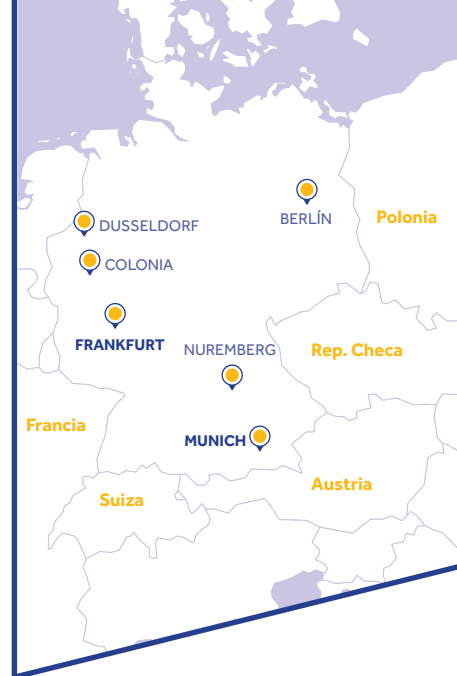 BERLÍN
Polonia
DUSSELDORF
COLONIA
FRANKFURT
NUREMBERG
Rep. Checa
Francia
MUNICH
Austria
Suiza